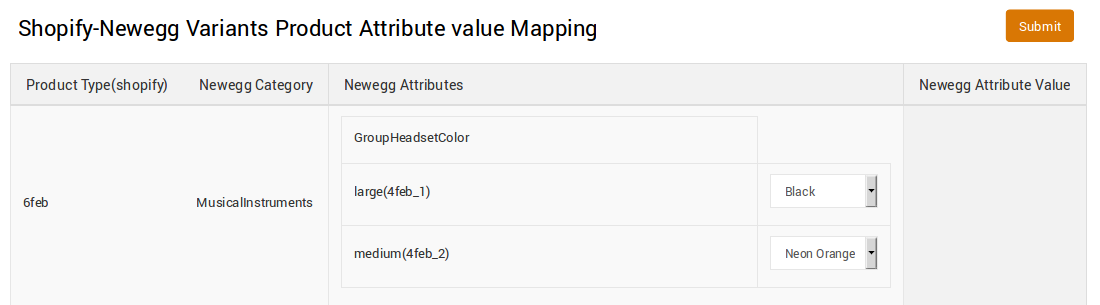 Shopify-Newegg Variants Product Attribute value Mapping
Submit
Product Type(shopify) Newegg Category Newegg Attributes Newegg Attribute Value
GroupHeadsetColor
large(4feb_1) Black
6feb MusicalInstruments
medium(4feb_2) Neon Orange